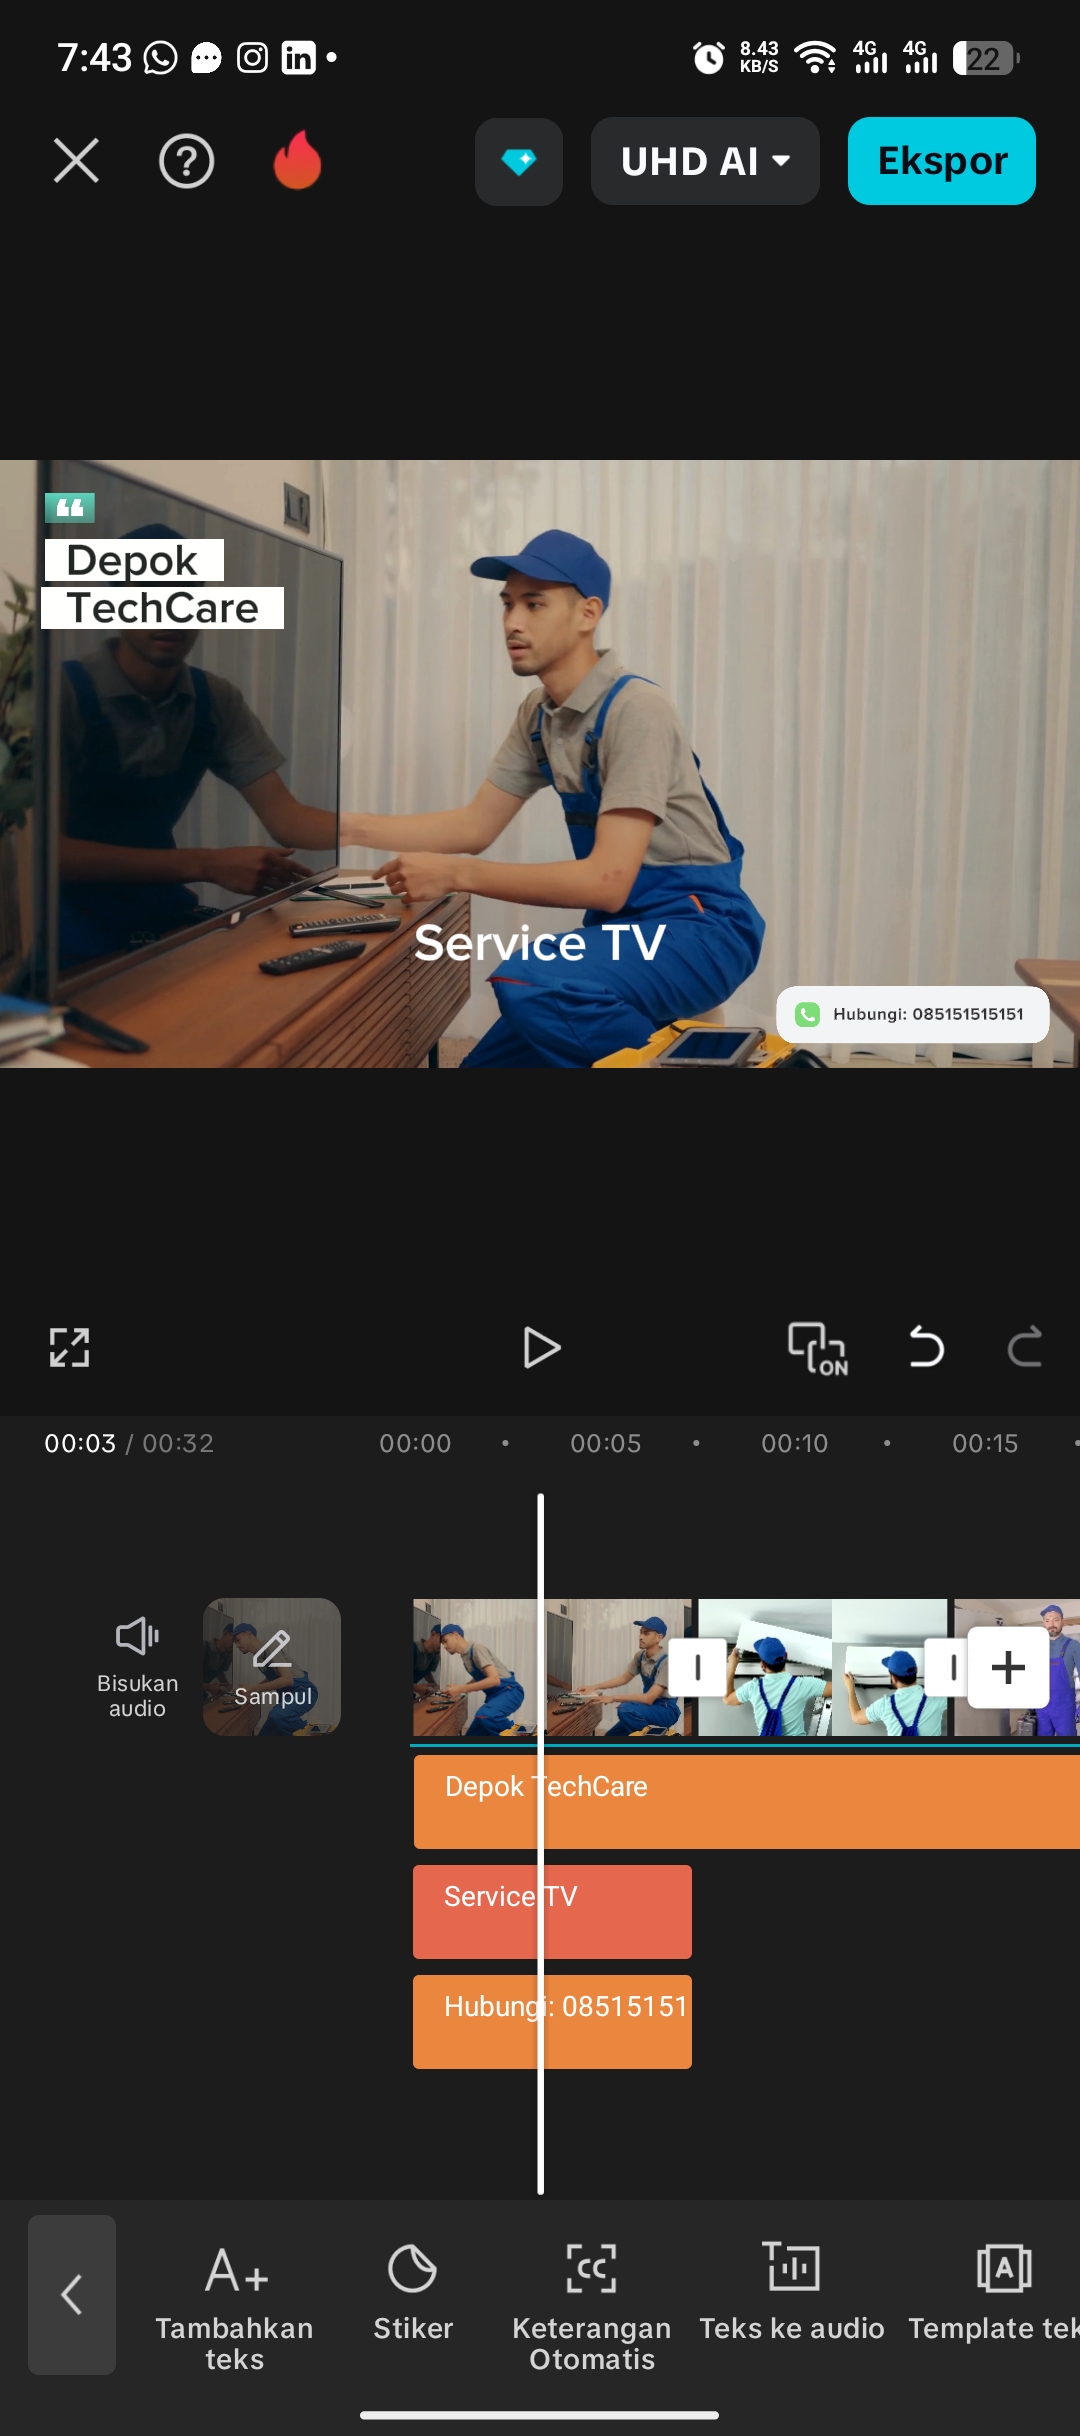 7:43
8.43
KB/S
4G
4G
22
UHD AI
Ekspor
Depok
TechCare
Service TV
Hubungi: 085151515151
ON
00:03 / 00:32
00:00
00:05
00:10
00:15
Bisukan
audio
Sampul
Depok TechCare
Service TV
Hubungi: 08515151
A+
CC
T
A
Tambahkan
teks
Stiker
Keterangan
Otomatis
Teks ke audio
Template tek